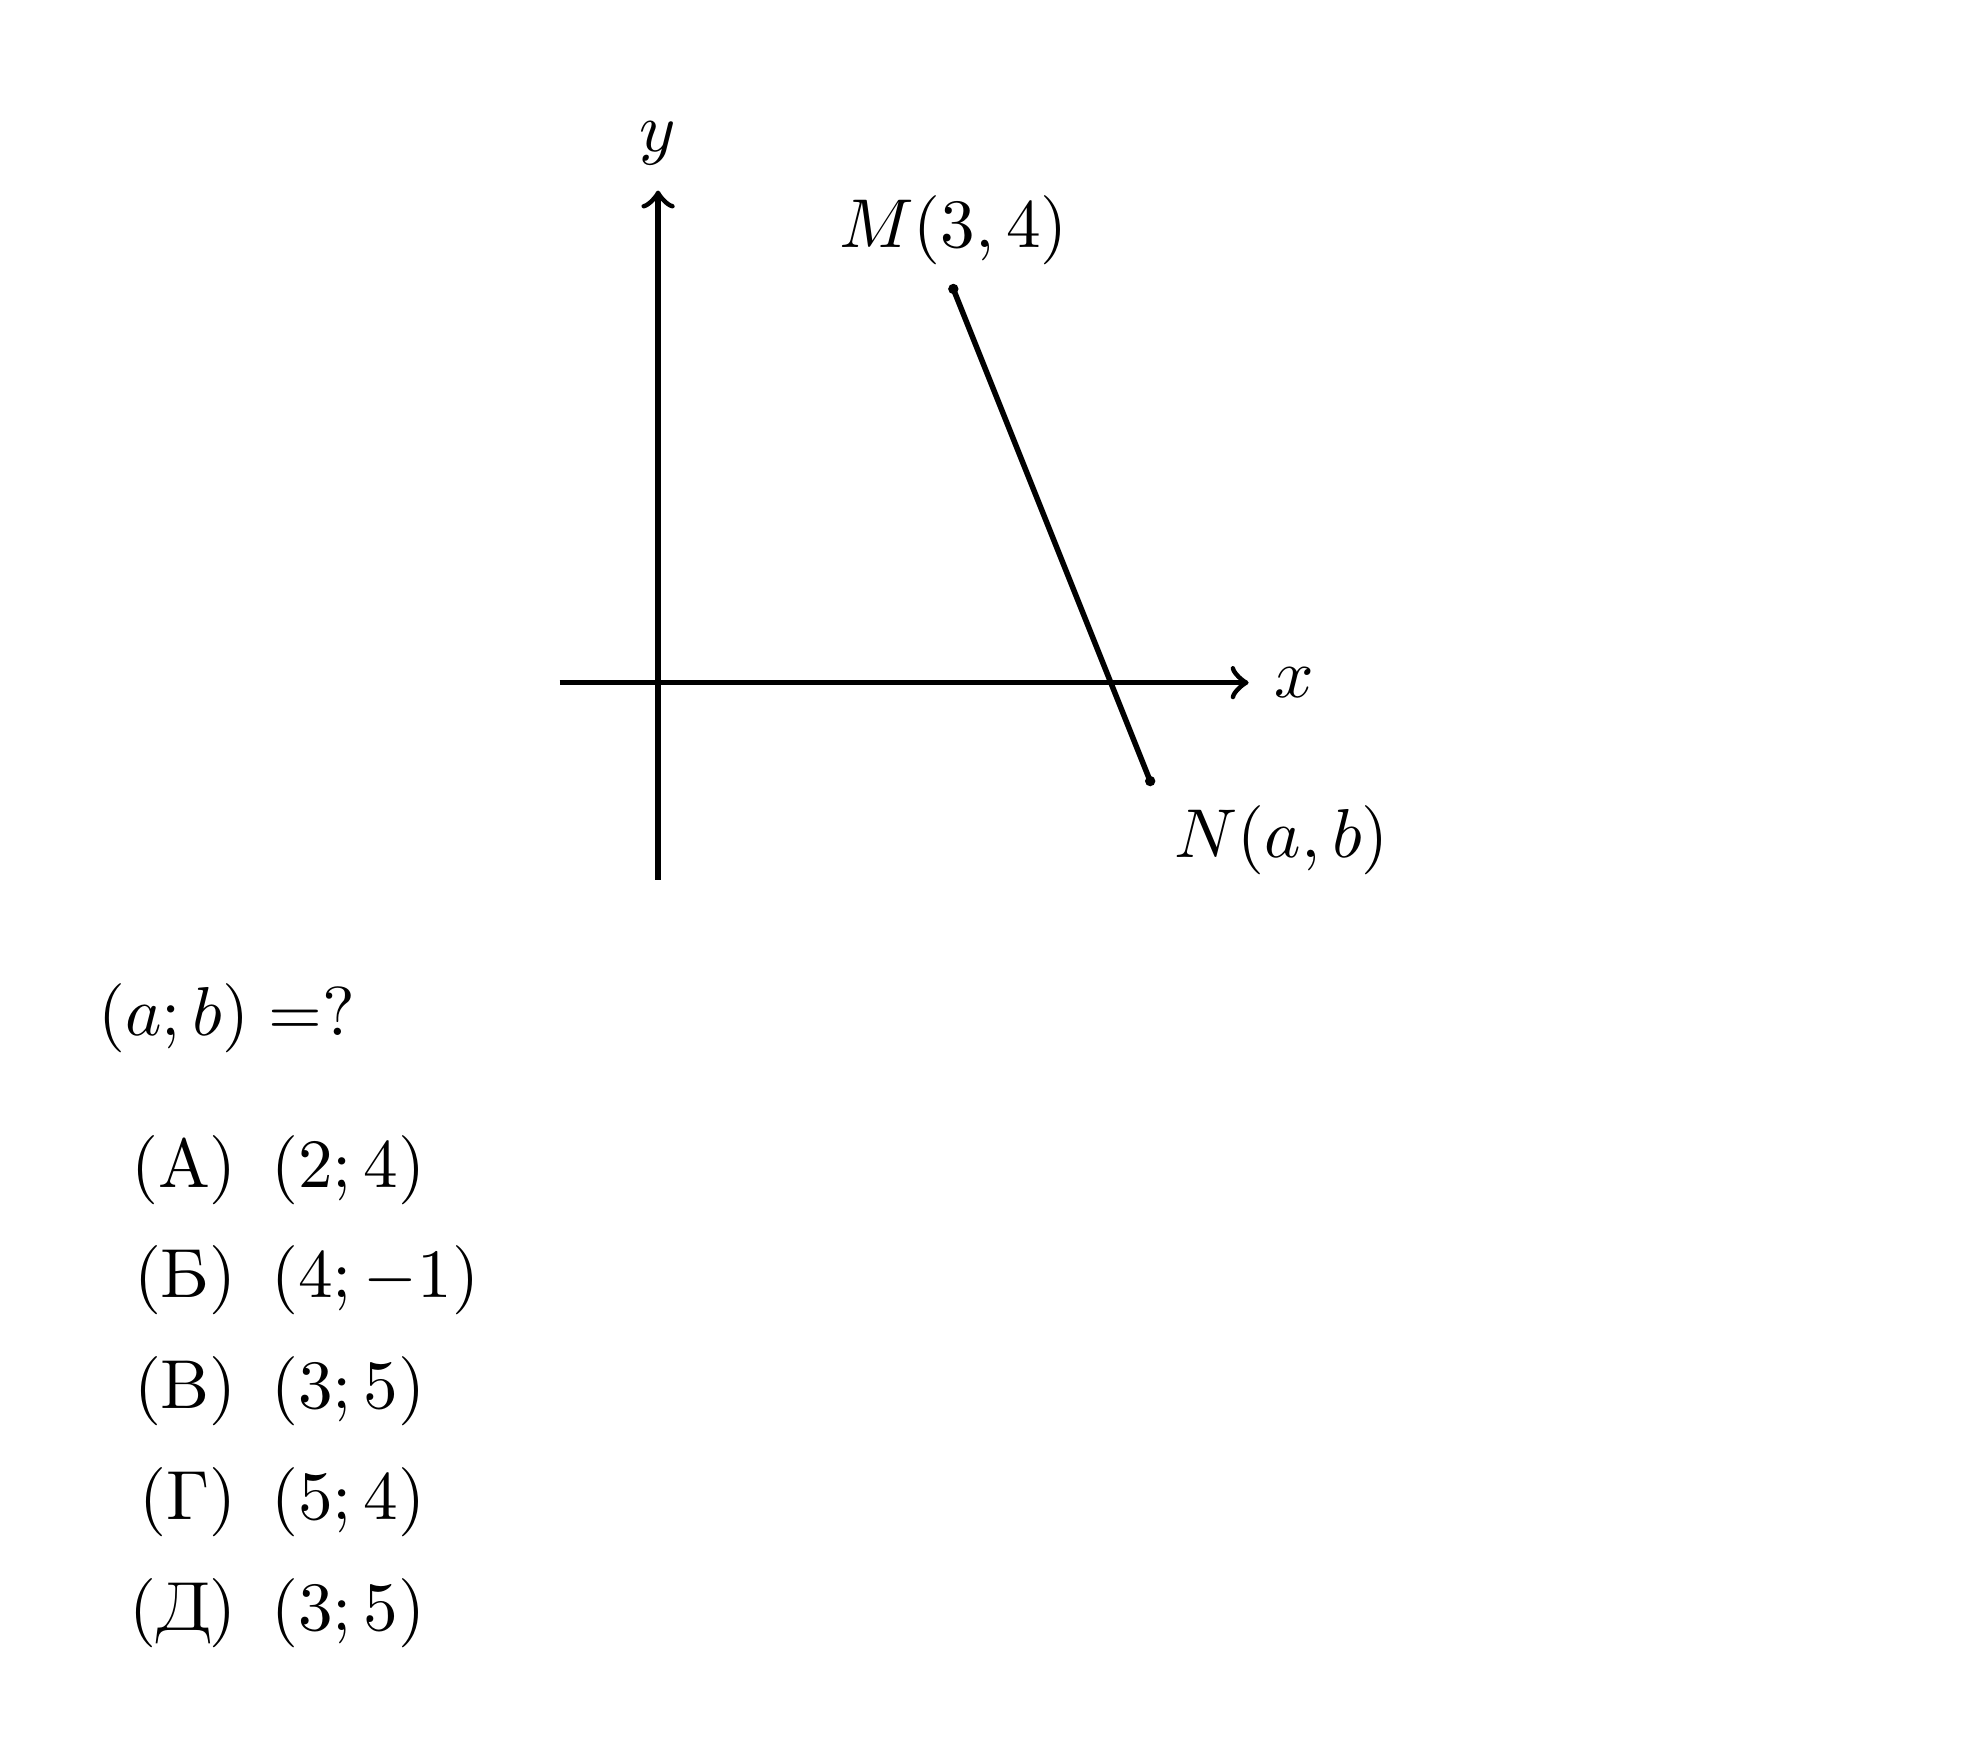 y
M(3, 4)
x
N(a, b)
(a; b) =?
(А) (2; 4)
(Б) (4; −1)
(В) (3; 5)
(Г) (5; 4)
(Д) (3; 5)